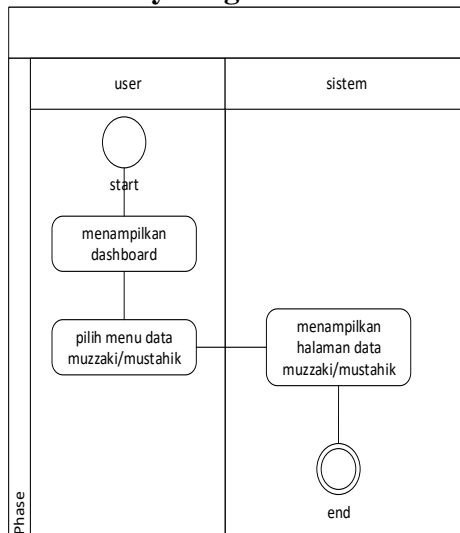 user
sistem
start
menampilkan
dashboard
pilih menu data
muzzaki/mustahik
menampilkan
halaman data
muzzaki/mustahik
end
Phase